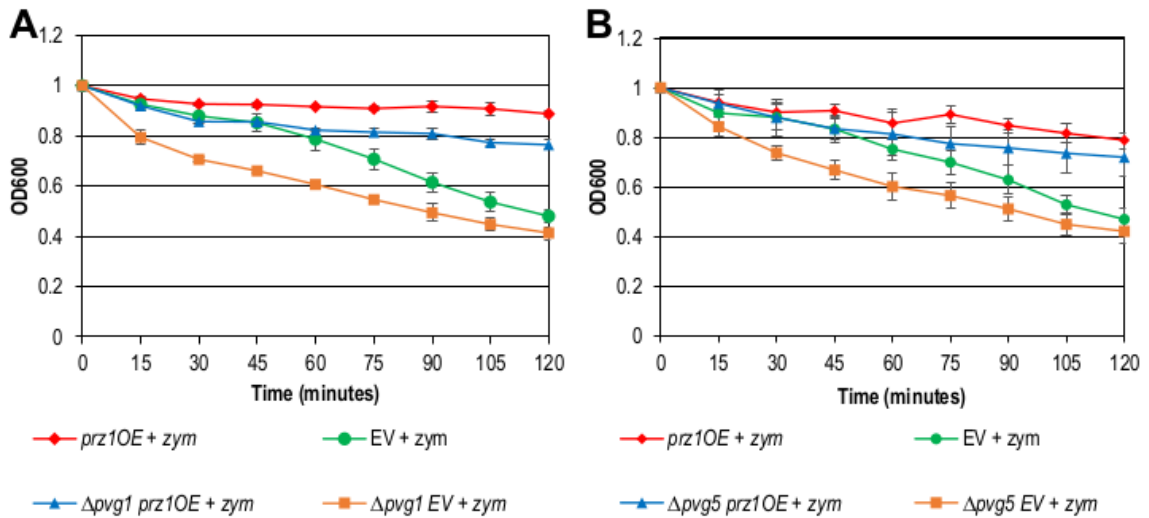 A
B
1.2
1
0.8
0.6
0.4
0.2
0
OD600
0 15 30 45 60 75 90 105 120
Time (minutes)
prz1OE + zym
EV + zym
Δpvg1 prz1OE + zym
Δpvg1 EV + zym
1.2
1
0.8
0.6
0.4
0.2
0
OD600
0 15 30 45 60 75 90 105 120
Time (minutes)
prz1OE + zym
EV + zym
Δpvg5 prz1OE + zym
Δpvg5 EV + zym